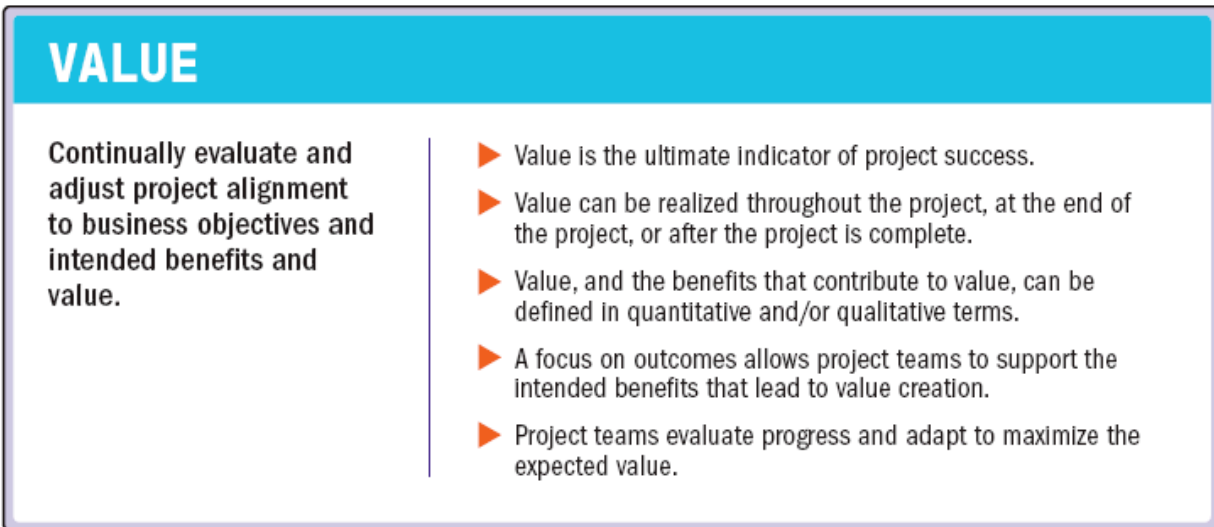 VALUE
Continually evaluate and
adjust project alignment
to business objectives and
intended benefits and
value.
Value is the ultimate indicator of project success.
Value can be realized throughout the project, at the end of
the project, or after the project is complete.
Value, and the benefits that contribute to value, can be
defined in quantitative and/or qualitative terms.
A focus on outcomes allows project teams to support the
intended benefits that lead to value creation.
Project teams evaluate progress and adapt to maximize the
expected value.